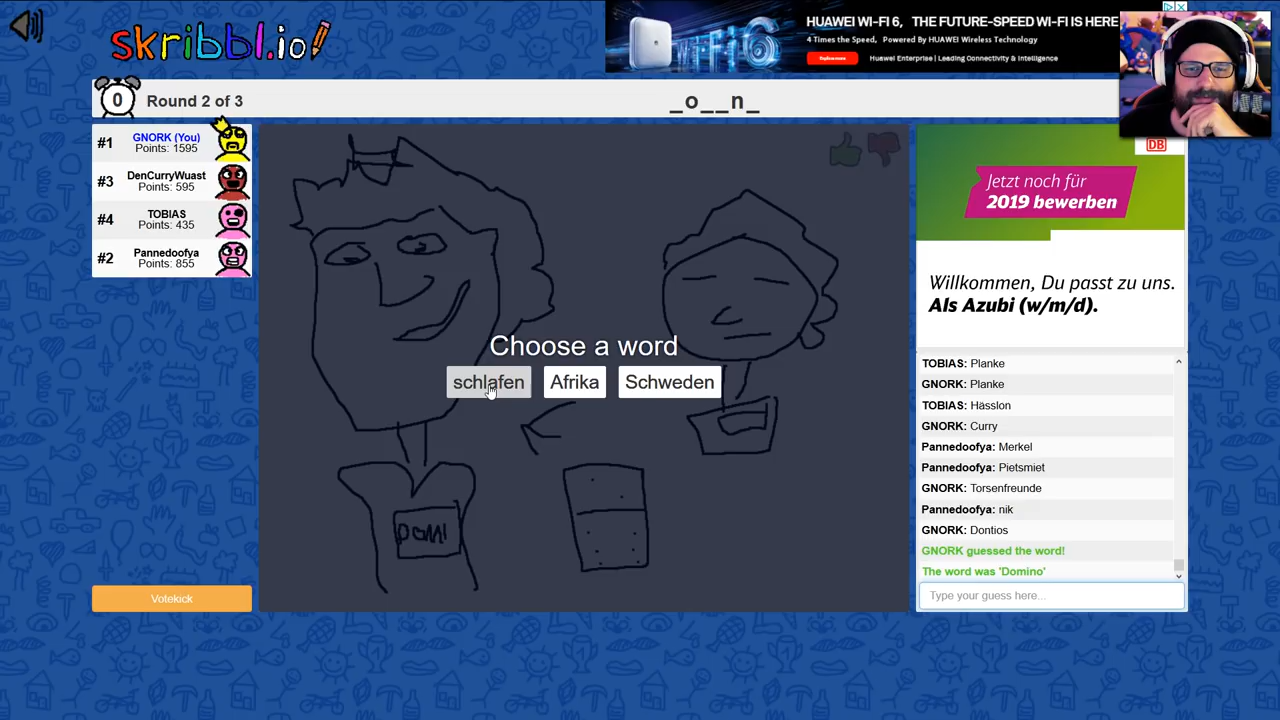 skribbl.io
HUAWEI WI-FI 6, THE FUTURE-SPEED WI-FI IS HERE
4 Times the Speed, Powered By HUAWEI Wireless Technology
Huawei Enterprise | Leading Connectivity & Intelligence
0
Round 2 of 3
_o__n_
#1
GNORK (You)
Points: 1595
#3
DenCurryWuast
Points: 595
#4
TOBIAS
Points: 435
#2
Pannedoofya
Points: 855
Votekick
Choose a word
schlafen
Afrika
Schweden
DOMI
DB
Jetzt noch für
2019 bewerben
Willkommen, Du passt zu uns.
Als Azubi (w/m/d).
TOBIAS: Planke
GNORK: Planke
TOBIAS: Hässlon
GNORK: Curry
Pannedoofya: Merkel
Pannedoofya: Pietsmiet
GNORK: Torsenfreunde
Pannedoofya: nik
GNORK: Dontios
GNORK guessed the word!
The word was 'Domino'
Type your guess here...